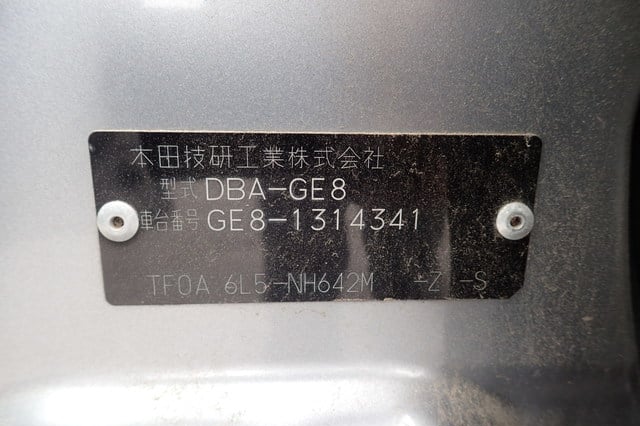 本田技研工業株式会社
型式 DBA-GE8
車台番号 GE8-1314341
TF0A 6L5-NH642M -Z -S